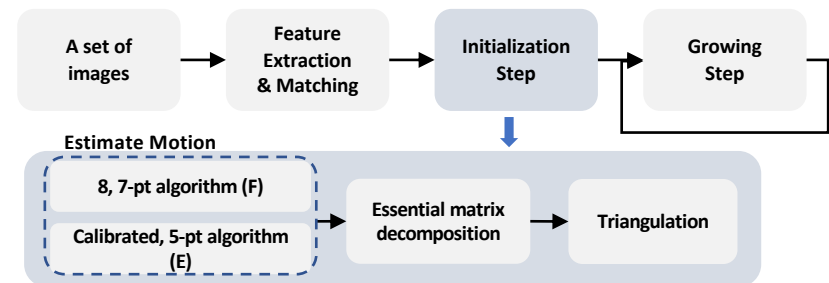 A set of
images
Feature
Extraction
& Matching
Initialization
Step
Growing
Step
Estimate Motion
8, 7-pt algorithm (F)
Calibrated, 5-pt algorithm
(E)
Essential matrix
decomposition
Triangulation